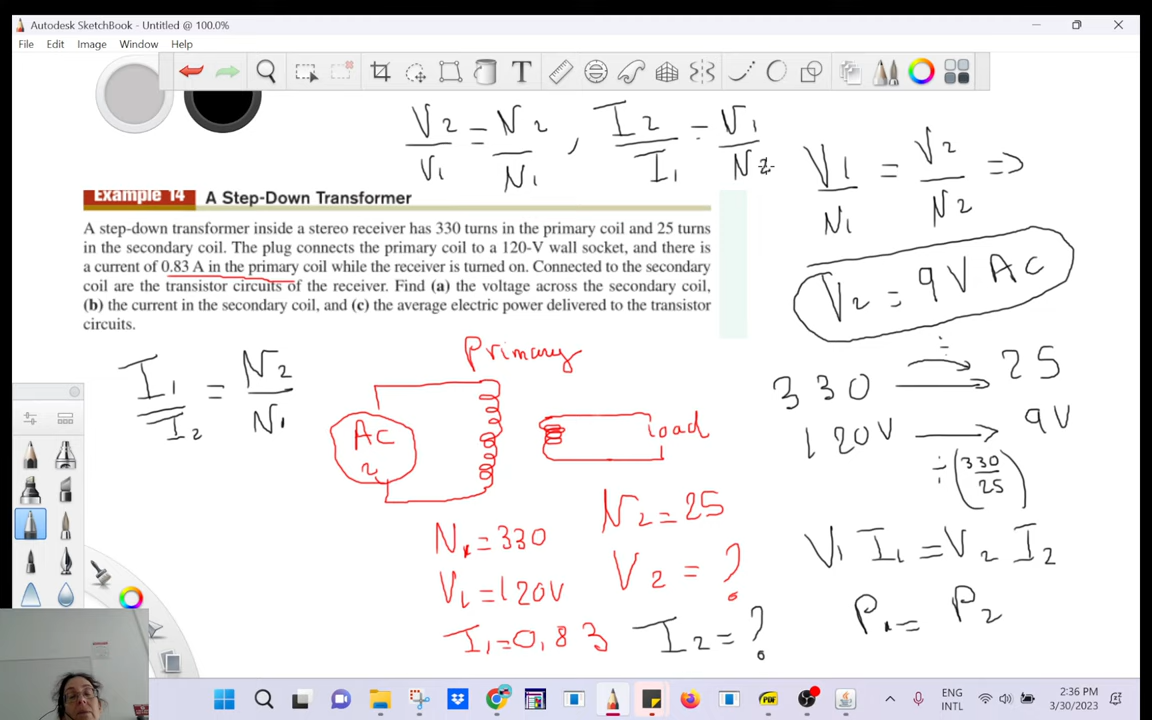 Autodesk SketchBook - Untitled @ 100.0%
File Edit Image Window Help
V2/V1 = N2/N1 , I2/I1 = V1/N2
V1/N1 = V2/N2 =>
V2 = 9V AC
Example 14 A Step-Down Transformer
A step-down transformer inside a stereo receiver has 330 turns in the primary coil and 25 turns
in the secondary coil. The plug connects the primary coil to a 120-V wall socket, and there is
a current of 0.83 A in the primary coil while the receiver is turned on. Connected to the secondary
coil are the transistor circuits of the receiver. Find (a) the voltage across the secondary coil,
(b) the current in the secondary coil, and (c) the average electric power delivered to the transistor
circuits.
I1/I2 = N2/N1
Primary
AC
load
÷
330 → 25
120V → 9V
÷ (330/25)
N1 = 330
V1 = 120V
I1 = 0,83
N2 = 25
V2 = ?
I2 = ?
V1 I1 = V2 I2
P1 = P2
ENG
INTL
2:36 PM
3/30/2023